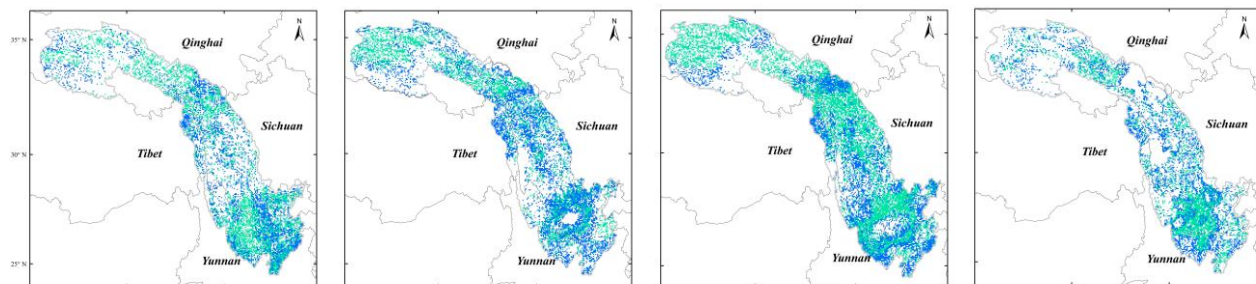 N
Qinghai
35° N
Sichuan
30° N
Tibet
Yunnan
25° N
N
Qinghai
Sichuan
Tibet
Yunnan
N
Qinghai
Sichuan
Tibet
Yunnan
N
Qinghai
Sichuan
Tibet
Yunnan